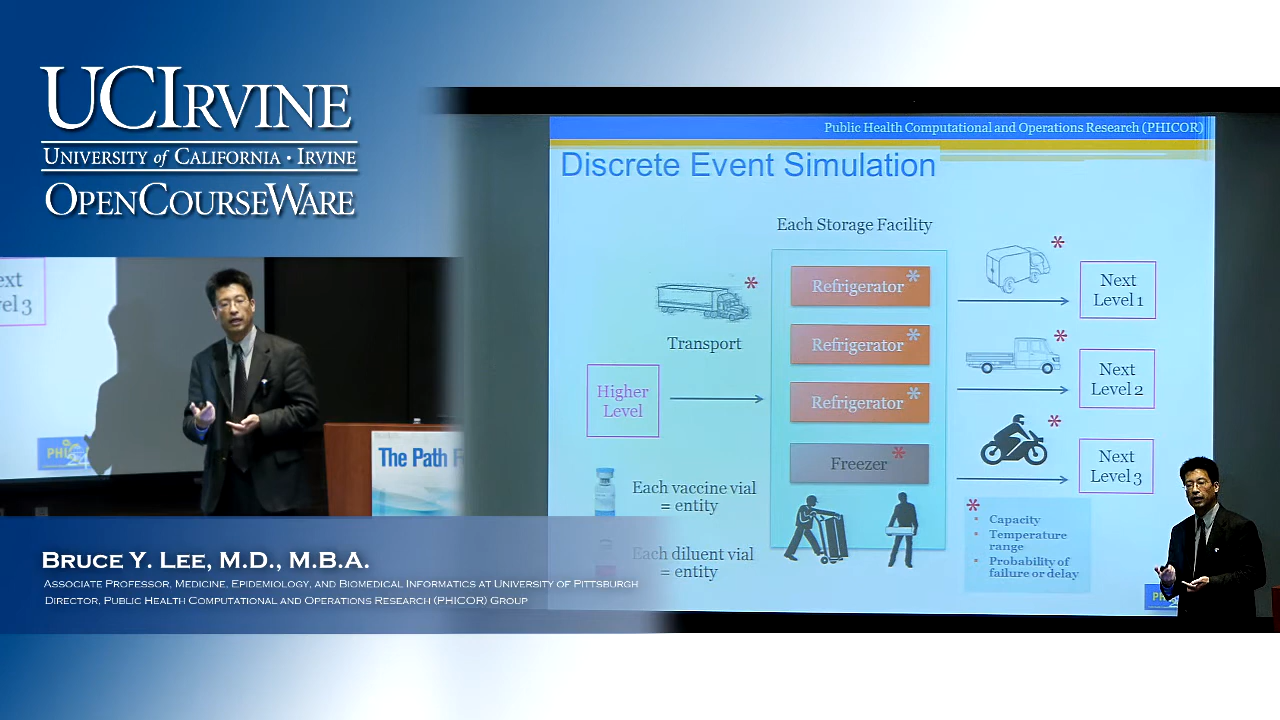 UCIRVINE
UNIVERSITY of CALIFORNIA · IRVINE
OPENCOURSEWARE
The Path
BRUCE Y. LEE, M.D., M.B.A.
ASSOCIATE PROFESSOR, MEDICINE, EPIDEMIOLOGY, AND BIOMEDICAL INFORMATICS AT UNIVERSITY OF PITTSBURGH
DIRECTOR, PUBLIC HEALTH COMPUTATIONAL AND OPERATIONS RESEARCH (PHICOR) GROUP
Public Health Computational and Operations Research (PHICOR)
Discrete Event Simulation
Each Storage Facility
Transport
Higher
Level
Refrigerator *
Refrigerator *
Refrigerator *
Freezer *
Next
Level 1
Next
Level 2
Next
Level 3
Each vaccine vial
= entity
Each diluent vial
= entity
*
• Capacity
• Temperature
range
• Probability of
failure or delay